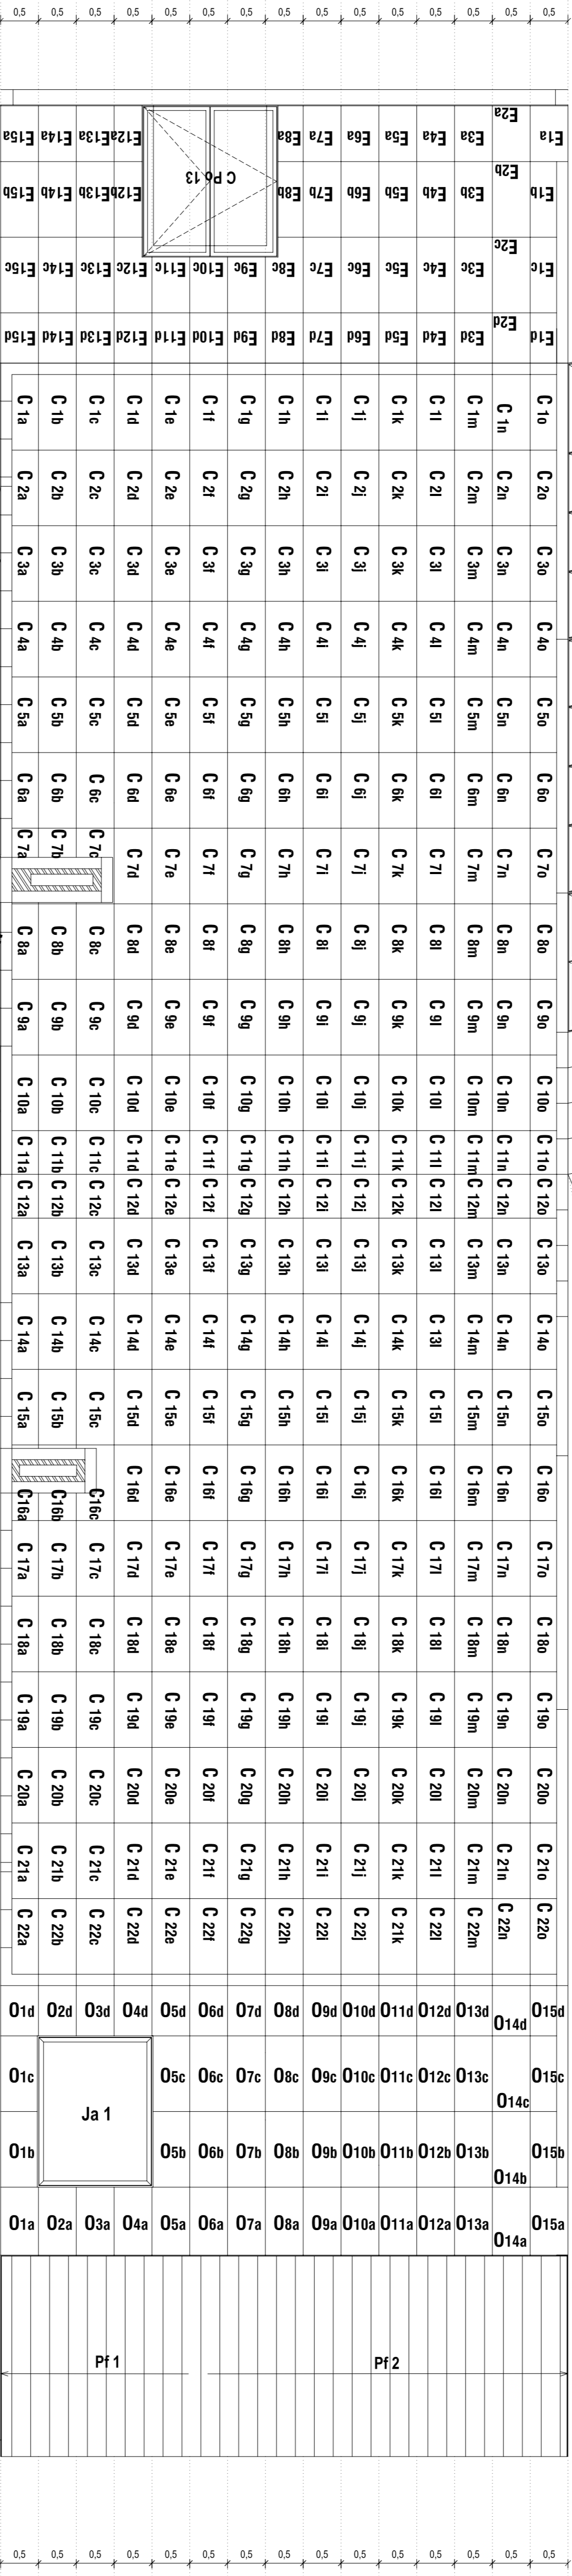 0,5 0,5 0,5 0,5 0,5 0,5 0,5 0,5 0,5 0,5 0,5 0,5 0,5 0,5 0,5
E15a E14a E13a E12a E8a E7a E6a E5a E4a E3a E2a E1a
C Po 13
E15b E14b E13b E12b E8b E7b E6b E5b E4b E3b E2b E1b
E15c E14c E13c E12c E11c E10c E9c E8c E7c E6c E5c E4c E3c E2c E1c
E15d E14d E13d E12d E11d E10d E9d E8d E7d E6d E5d E4d E3d E2d E1d
C 1a C 1b C 1c C 1d C 1e C 1f C 1g C 1h C 1i C 1j C 1k C 1l C 1m C 1n C 1o
C 2a C 2b C 2c C 2d C 2e C 2f C 2g C 2h C 2i C 2j C 2k C 2l C 2m C 2n C 2o
C 3a C 3b C 3c C 3d C 3e C 3f C 3g C 3h C 3i C 3j C 3k C 3l C 3m C 3n C 3o
C 4a C 4b C 4c C 4d C 4e C 4f C 4g C 4h C 4i C 4j C 4k C 4l C 4m C 4n C 4o
C 5a C 5b C 5c C 5d C 5e C 5f C 5g C 5h C 5i C 5j C 5k C 5l C 5m C 5n C 5o
C 6a C 6b C 6c C 6d C 6e C 6f C 6g C 6h C 6i C 6j C 6k C 6l C 6m C 6n C 6o
C 7a C 7b C 7c C 7d C 7e C 7f C 7g C 7h C 7i C 7j C 7k C 7l C 7m C 7n C 7o
C 8a C 8b C 8c C 8d C 8e C 8f C 8g C 8h C 8i C 8j C 8k C 8l C 8m C 8n C 8o
C 9a C 9b C 9c C 9d C 9e C 9f C 9g C 9h C 9i C 9j C 9k C 9l C 9m C 9n C 9o
C 10a C 10b C 10c C 10d C 10e C 10f C 10g C 10h C 10i C 10j C 10k C 10l C 10m C 10n C 10o
C 11a C 11b C 11c C 11d C 11e C 11f C 11g C 11h C 11i C 11j C 11k C 11l C 11m C 11n C 11o
C 12a C 12b C 12c C 12d C 12e C 12f C 12g C 12h C 12i C 12j C 12k C 12l C 12m C 12n C 12o
C 13a C 13b C 13c C 13d C 13e C 13f C 13g C 13h C 13i C 13j C 13k C 13l C 13m C 13n C 13o
C 14a C 14b C 14c C 14d C 14e C 14f C 14g C 14h C 14i C 14j C 14k C 13l C 14m C 14n C 14o
C 15a C 15b C 15c C 15d C 15e C 15f C 15g C 15h C 15i C 15j C 15k C 15l C 15m C 15n C 15o
C16a C16b C16c C 16d C 16e C 16f C 16g C 16h C 16i C 16j C 16k C 16l C 16m C 16n C 16o
C 17a C 17b C 17c C 17d C 17e C 17f C 17g C 17h C 17i C 17j C 17k C 17l C 17m C 17n C 17o
C 18a C 18b C 18c C 18d C 18e C 18f C 18g C 18h C 18i C 18j C 18k C 18l C 18m C 18n C 18o
C 19a C 19b C 19c C 19d C 19e C 19f C 19g C 19h C 19i C 19j C 19k C 19l C 19m C 19n C 19o
C 20a C 20b C 20c C 20d C 20e C 20f C 20g C 20h C 20i C 20j C 20k C 20l C 20m C 20n C 20o
C 21a C 21b C 21c C 21d C 21e C 21f C 21g C 21h C 21i C 21j C 21k C 21l C 21m C 21n C 21o
C 22a C 22b C 22c C 22d C 22e C 22f C 22g C 22h C 22i C 22j C 21k C 22l C 22m C 22n C 22o
O1d O2d O3d O4d O5d O6d O7d O8d O9d O10d O11d O12d O13d O14d O15d
O1c O5c O6c O7c O8c O9c O10c O11c O12c O13c O14c O15c
Ja 1
O1b O5b O6b O7b O8b O9b O10b O11b O12b O13b O14b O15b
O1a O2a O3a O4a O5a O6a O7a O8a O9a O10a O11a O12a O13a O14a O15a
Pf 1 Pf 2
0,5 0,5 0,5 0,5 0,5 0,5 0,5 0,5 0,5 0,5 0,5 0,5 0,5 0,5 0,5